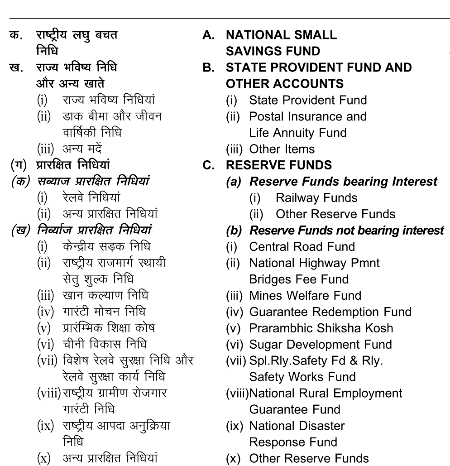 क. राष्ट्रीय लघु बचत
निधि
ख. राज्य भविष्य निधि
और अन्य खाते
(i) राज्य भविष्य निधियां
(ii) डाक बीमा और जीवन
वार्षिकी निधि
(iii) अन्य मदें
(ग) प्रारक्षित निधियां
(क) सब्याज प्रारक्षित निधियां
(i) रेलवे निधियां
(ii) अन्य प्रारक्षित निधियां
(ख) निर्ब्याज प्रारक्षित निधियां
(i) केन्द्रीय सड़क निधि
(ii) राष्ट्रीय राजमार्ग स्थायी
सेतु शुल्क निधि
(iii) खान कल्याण निधि
(iv) गारंटी मोचन निधि
(v) प्रारंम्भिक शिक्षा कोष
(vi) चीनी विकास निधि
(vii) विशेष रेलवे सुरक्षा निधि और
रेलवे सुरक्षा कार्य निधि
(viii) राष्ट्रीय ग्रामीण रोजगार
गारंटी निधि
(ix) राष्ट्रीय आपदा अनुक्रिया
निधि
(x) अन्य प्रारक्षित निधियां
A. NATIONAL SMALL
SAVINGS FUND
B. STATE PROVIDENT FUND AND
OTHER ACCOUNTS
(i) State Provident Fund
(ii) Postal Insurance and
Life Annuity Fund
(iii) Other Items
C. RESERVE FUNDS
(a) Reserve Funds bearing Interest
(i) Railway Funds
(ii) Other Reserve Funds
(b) Reserve Funds not bearing interest
(i) Central Road Fund
(ii) National Highway Pmnt
Bridges Fee Fund
(iii) Mines Welfare Fund
(iv) Guarantee Redemption Fund
(v) Prarambhic Shiksha Kosh
(vi) Sugar Development Fund
(vii) Spl.Rly.Safety Fd & Rly.
Safety Works Fund
(viii)National Rural Employment
Guarantee Fund
(ix) National Disaster
Response Fund
(x) Other Reserve Funds